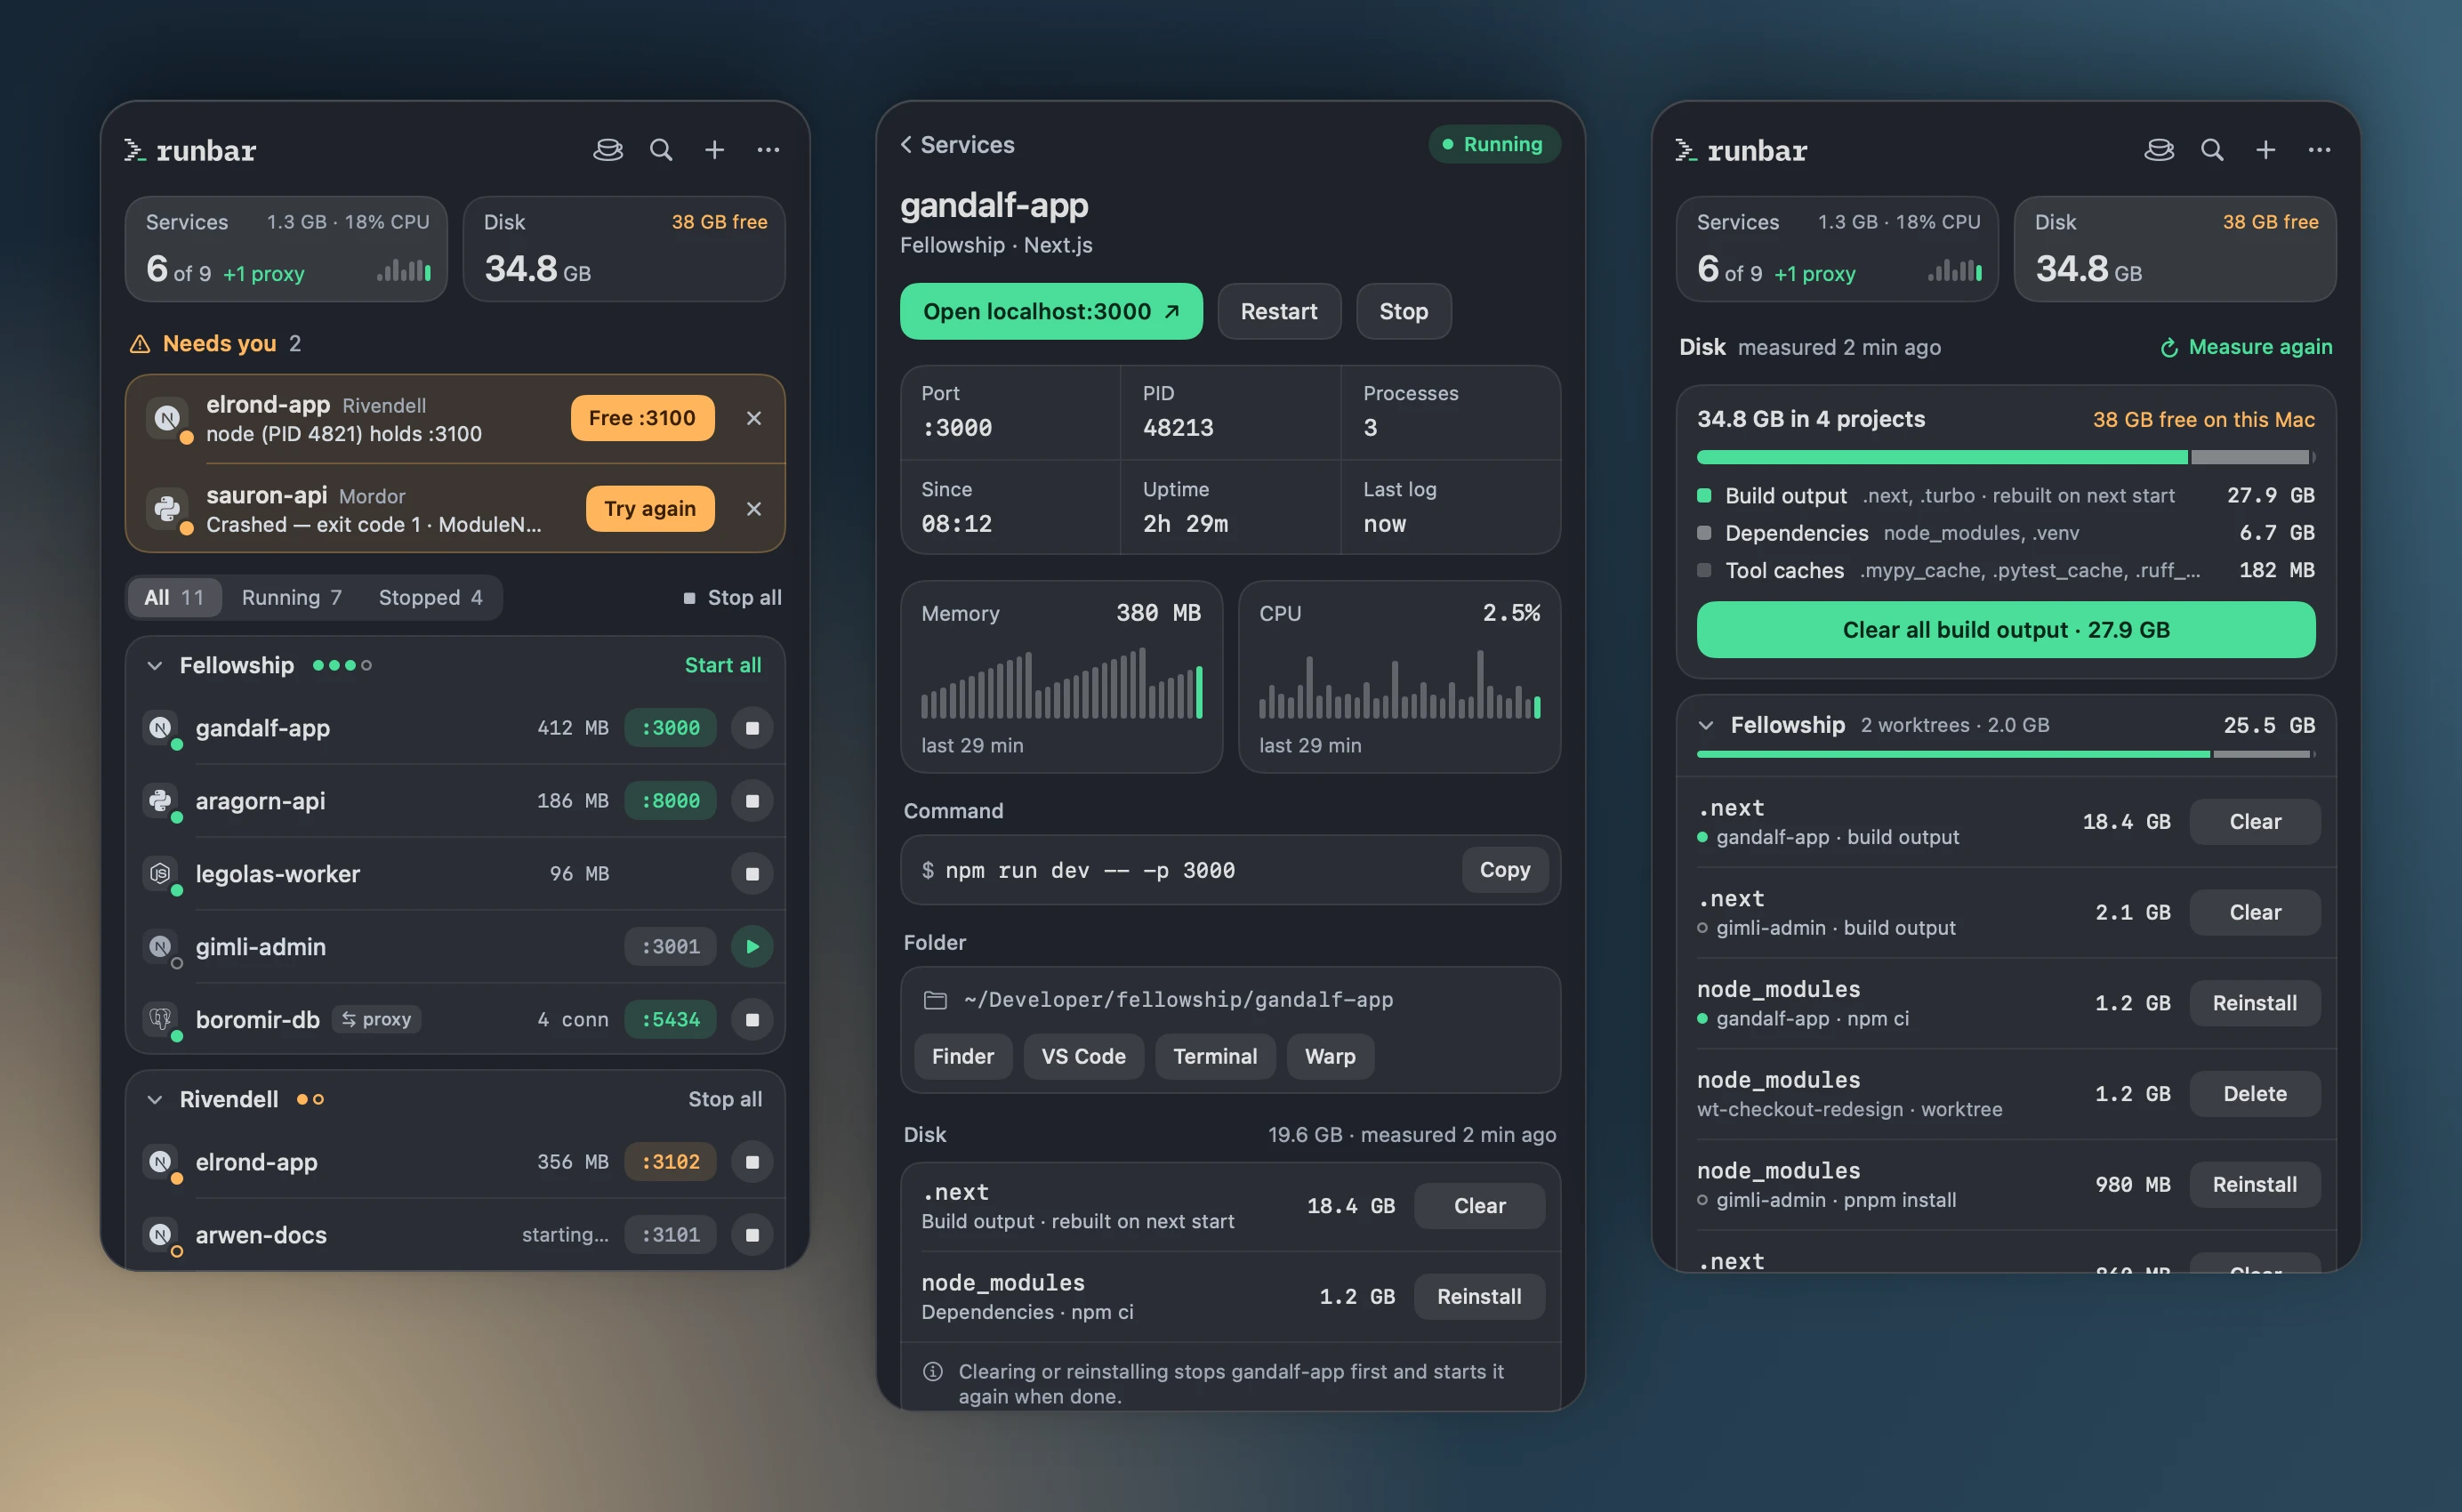 runbar
Services 1.3 GB · 18% CPU
6 of 9 +1 proxy
Disk 38 GB free
34.8 GB
Needs you 2
elrond-app Rivendell
node (PID 4821) holds :3100
Free :3100
sauron-api Mordor
Crashed — exit code 1 · ModuleN...
Try again
All 11 Running 7 Stopped 4 Stop all
Fellowship Start all
gandalf-app 412 MB :3000
aragorn-api 186 MB :8000
legolas-worker 96 MB
gimli-admin :3001
boromir-db proxy 4 conn :5434
Rivendell Stop all
elrond-app 356 MB :3102
arwen-docs starting... :3101
Services Running
gandalf-app
Fellowship · Next.js
Open localhost:3000 Restart Stop
Port PID Processes
:3000 48213 3
Since Uptime Last log
08:12 2h 29m now
Memory 380 MB
last 29 min
CPU 2.5%
last 29 min
Command
$ npm run dev -- -p 3000 Copy
Folder
~/Developer/fellowship/gandalf-app
Finder VS Code Terminal Warp
Disk 19.6 GB · measured 2 min ago
.next
Build output · rebuilt on next start
18.4 GB Clear
node_modules
Dependencies · npm ci
1.2 GB Reinstall
Clearing or reinstalling stops gandalf-app first and starts it
again when done.
runbar
Services 1.3 GB · 18% CPU
6 of 9 +1 proxy
Disk 38 GB free
34.8 GB
Disk measured 2 min ago Measure again
34.8 GB in 4 projects 38 GB free on this Mac
Build output .next, .turbo · rebuilt on next start 27.9 GB
Dependencies node_modules, .venv 6.7 GB
Tool caches .mypy_cache, .pytest_cache, .ruff_... 182 MB
Clear all build output · 27.9 GB
Fellowship 2 worktrees · 2.0 GB 25.5 GB
.next
gandalf-app · build output
18.4 GB Clear
.next
gimli-admin · build output
2.1 GB Clear
node_modules
gandalf-app · npm ci
1.2 GB Reinstall
node_modules
wt-checkout-redesign · worktree
1.2 GB Delete
node_modules
gimli-admin · pnpm install
980 MB Reinstall
.next
MB Clear